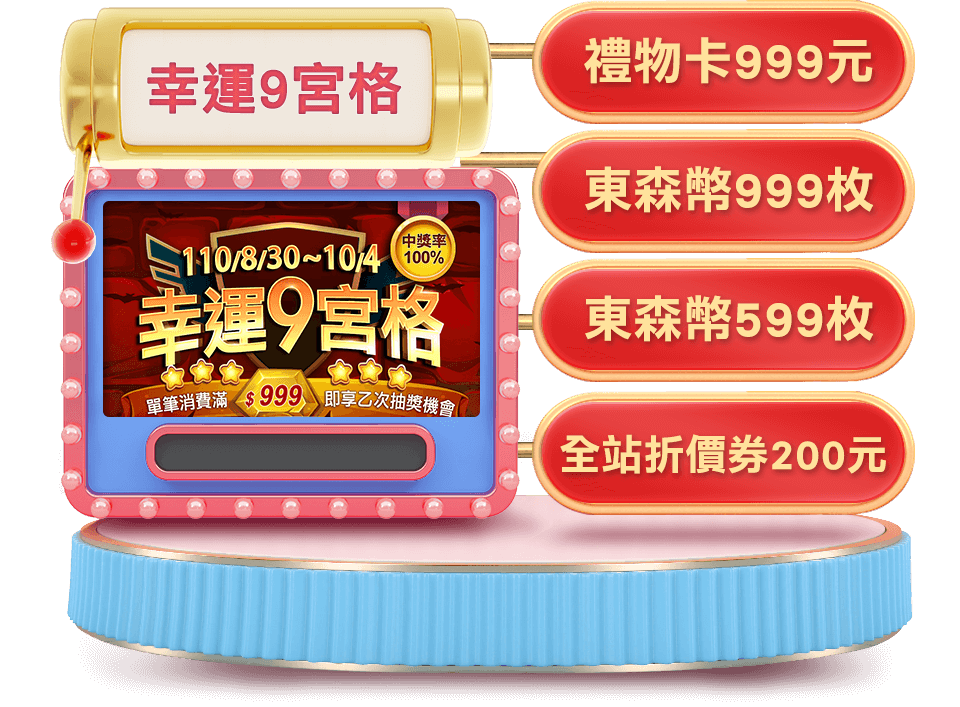 幸運9宮格
110/8/30~10/4
中獎率
100%
幸運9宮格
單筆消費滿 $999 即享乙次抽獎機會
禮物卡999元
東森幣999枚
東森幣599枚
全站折價券200元